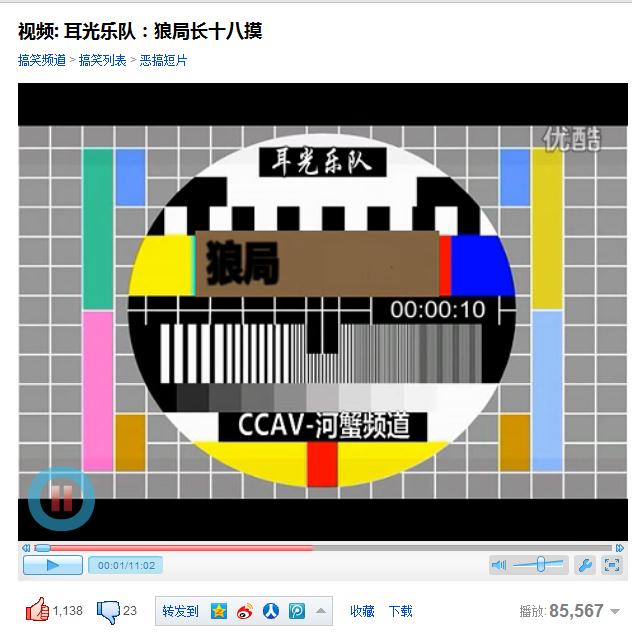 视频: 耳光乐队：狼局长十八摸
搞笑频道 > 搞笑列表 > 恶搞短片
优酷
耳光乐队
狼局
00:00:10
CCAV-河蟹频道
00:01/11:02
1,138 23 转发到 收藏 下载 播放: 85,567